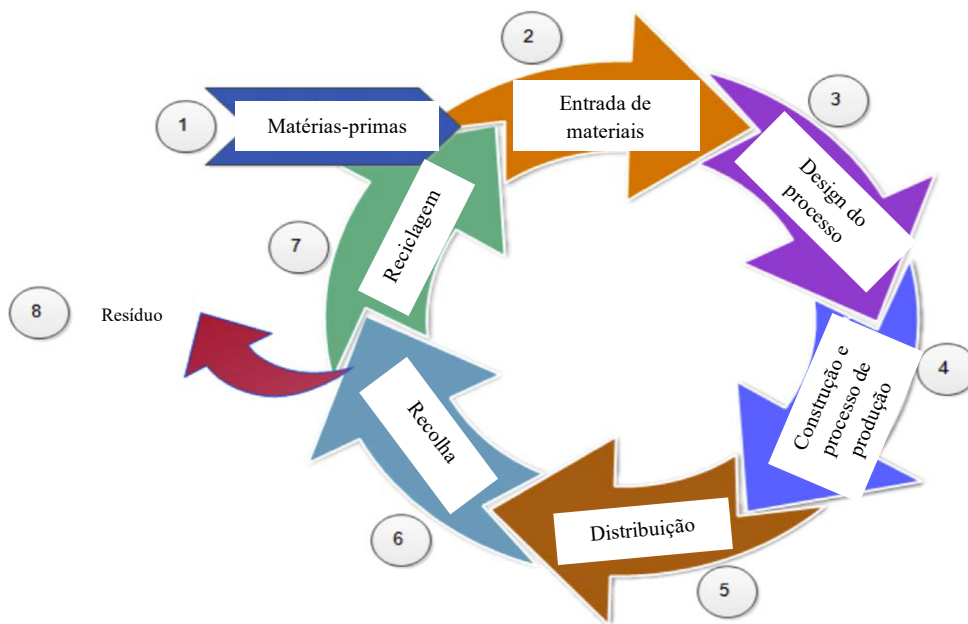 1
Matérias-primas
2
Entrada de
materiais
3
Design do
processo
4
Construção e
processo de
produção
5
Distribuição
6
Recolha
7
Reciclagem
8
Resíduo